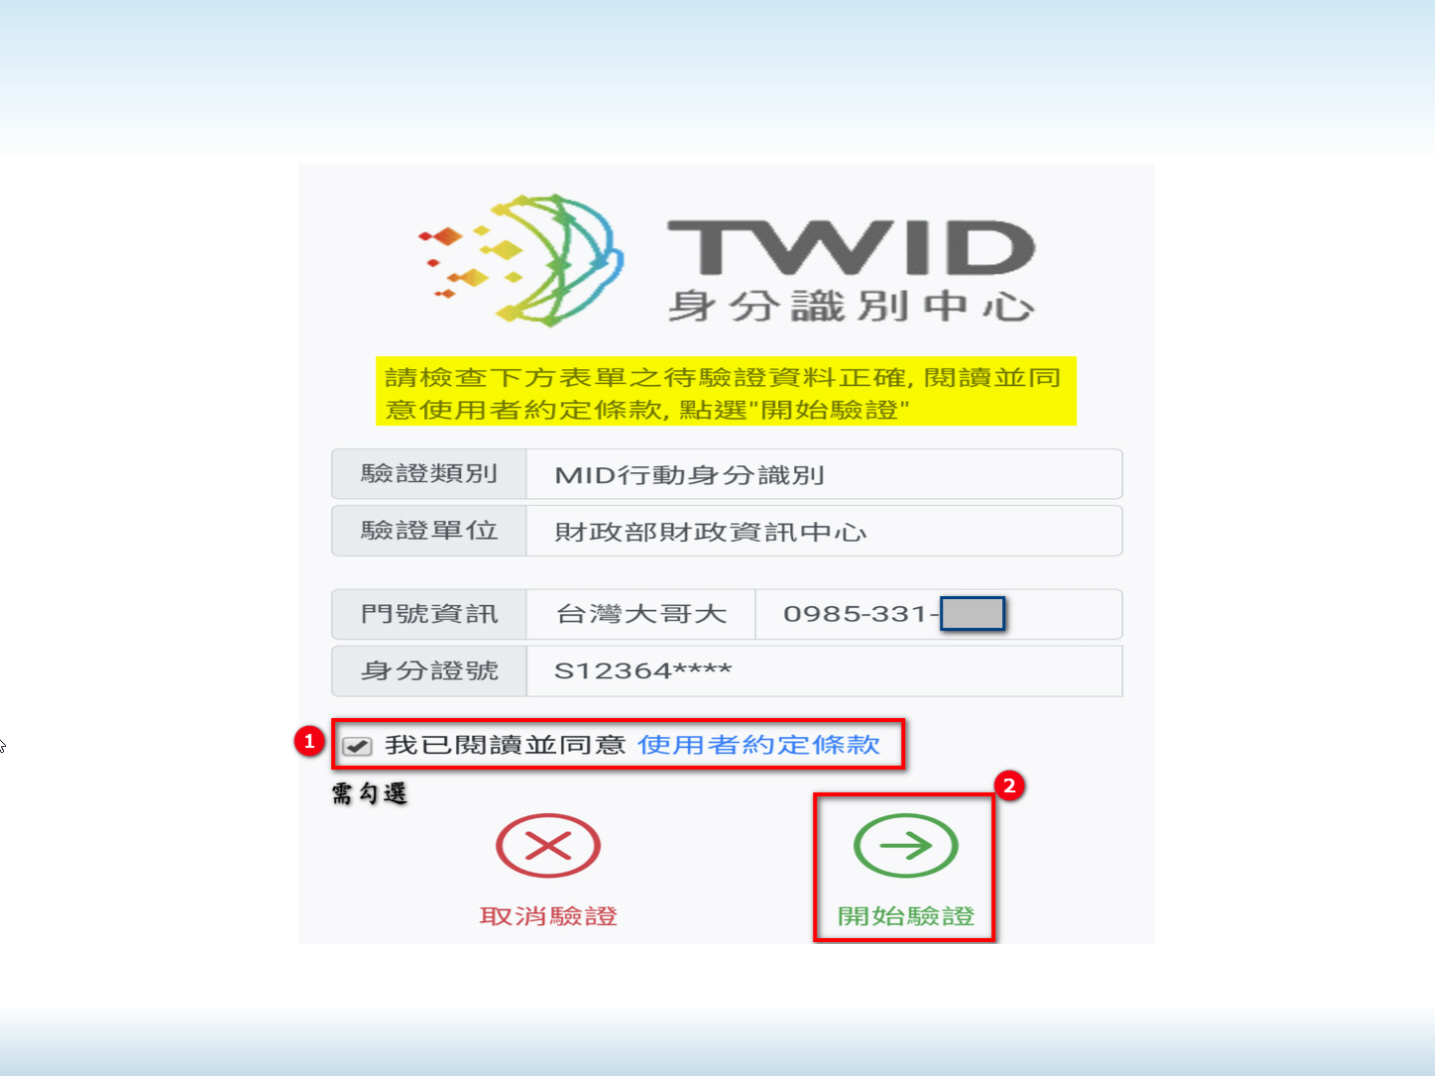 TWID
身分識別中心
請檢查下方表單之待驗證資料正確, 閱讀並同
意使用者約定條款, 點選"開始驗證"
驗證類別 MID行動身分識別
驗證單位 財政部財政資訊中心
門號資訊 台灣大哥大 0985-331-
身分證號 S12364****
1 我已閱讀並同意 使用者約定條款
需勾選
2
取消驗證 開始驗證